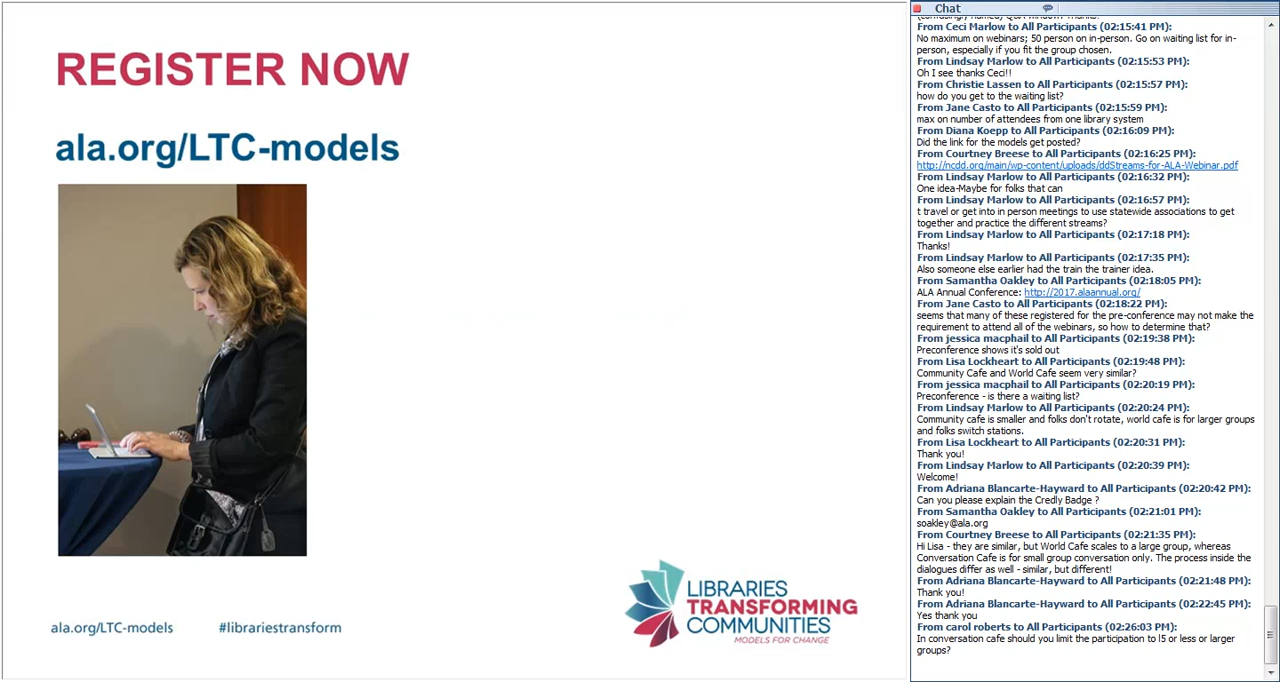 REGISTER NOW
ala.org/LTC-models
ala.org/LTC-models
#librariestransform
LIBRARIES
TRANSFORMING
COMMUNITIES
MODELS FOR CHANGE
Chat
From Ceci Marlow to All Participants (02:15:41 PM):
No maximum on webinars; 50 person on in-person. Go on waiting list for in-
person, especially if you fit the group chosen.
From Lindsay Marlow to All Participants (02:15:53 PM):
Oh I see thanks Ceci!!
From Christie Lassen to All Participants (02:15:57 PM):
how do you get to the waiting list?
From Jane Casto to All Participants (02:15:59 PM):
max on number of attendees from one library system
From Diana Koepp to All Participants (02:16:09 PM):
Did the link for the models get posted?
From Courtney Breese to All Participants (02:16:25 PM):
http://ncdd.org/main/wp-content/uploads/ddStreams-for-ALA-Webinar.pdf
From Lindsay Marlow to All Participants (02:16:32 PM):
One idea-Maybe for folks that can
From Lindsay Marlow to All Participants (02:16:57 PM):
t travel or get into in person meetings to use statewide associations to get
together and practice the different streams?
From Lindsay Marlow to All Participants (02:17:18 PM):
Thanks!
From Lindsay Marlow to All Participants (02:17:35 PM):
Also someone else earlier had the train the trainer idea.
From Samantha Oakley to All Participants (02:18:05 PM):
ALA Annual Conference: http://2017.alaannual.org/
From Jane Casto to All Participants (02:18:22 PM):
seems that many of these registered for the pre-conference may not make the
requirement to attend all of the webinars, so how to determine that?
From jessica macphail to All Participants (02:19:38 PM):
Preconference shows it's sold out
From Lisa Lockheart to All Participants (02:19:48 PM):
Community Cafe and World Cafe seem very similar?
From jessica macphail to All Participants (02:20:19 PM):
Preconference - is there a waiting list?
From Lindsay Marlow to All Participants (02:20:24 PM):
Community cafe is smaller and folks don't rotate, world cafe is for larger groups
and folks switch stations.
From Lisa Lockheart to All Participants (02:20:31 PM):
Thank you!
From Lindsay Marlow to All Participants (02:20:39 PM):
Welcome!
From Adriana Blancarte-Hayward to All Participants (02:20:42 PM):
Can you please explain the Credly Badge ?
From Samantha Oakley to All Participants (02:21:01 PM):
soakley@ala.org
From Courtney Breese to All Participants (02:21:35 PM):
Hi Lisa - they are similar, but World Cafe scales to a large group, whereas
Conversation Cafe is for small group conversation only. The process inside the
dialogues differ as well - similar, but different!
From Adriana Blancarte-Hayward to All Participants (02:21:48 PM):
Thank you!
From Adriana Blancarte-Hayward to All Participants (02:22:45 PM):
Yes thank you
From carol roberts to All Participants (02:26:03 PM):
In conversation cafe should you limit the participation to l5 or less or larger
groups?